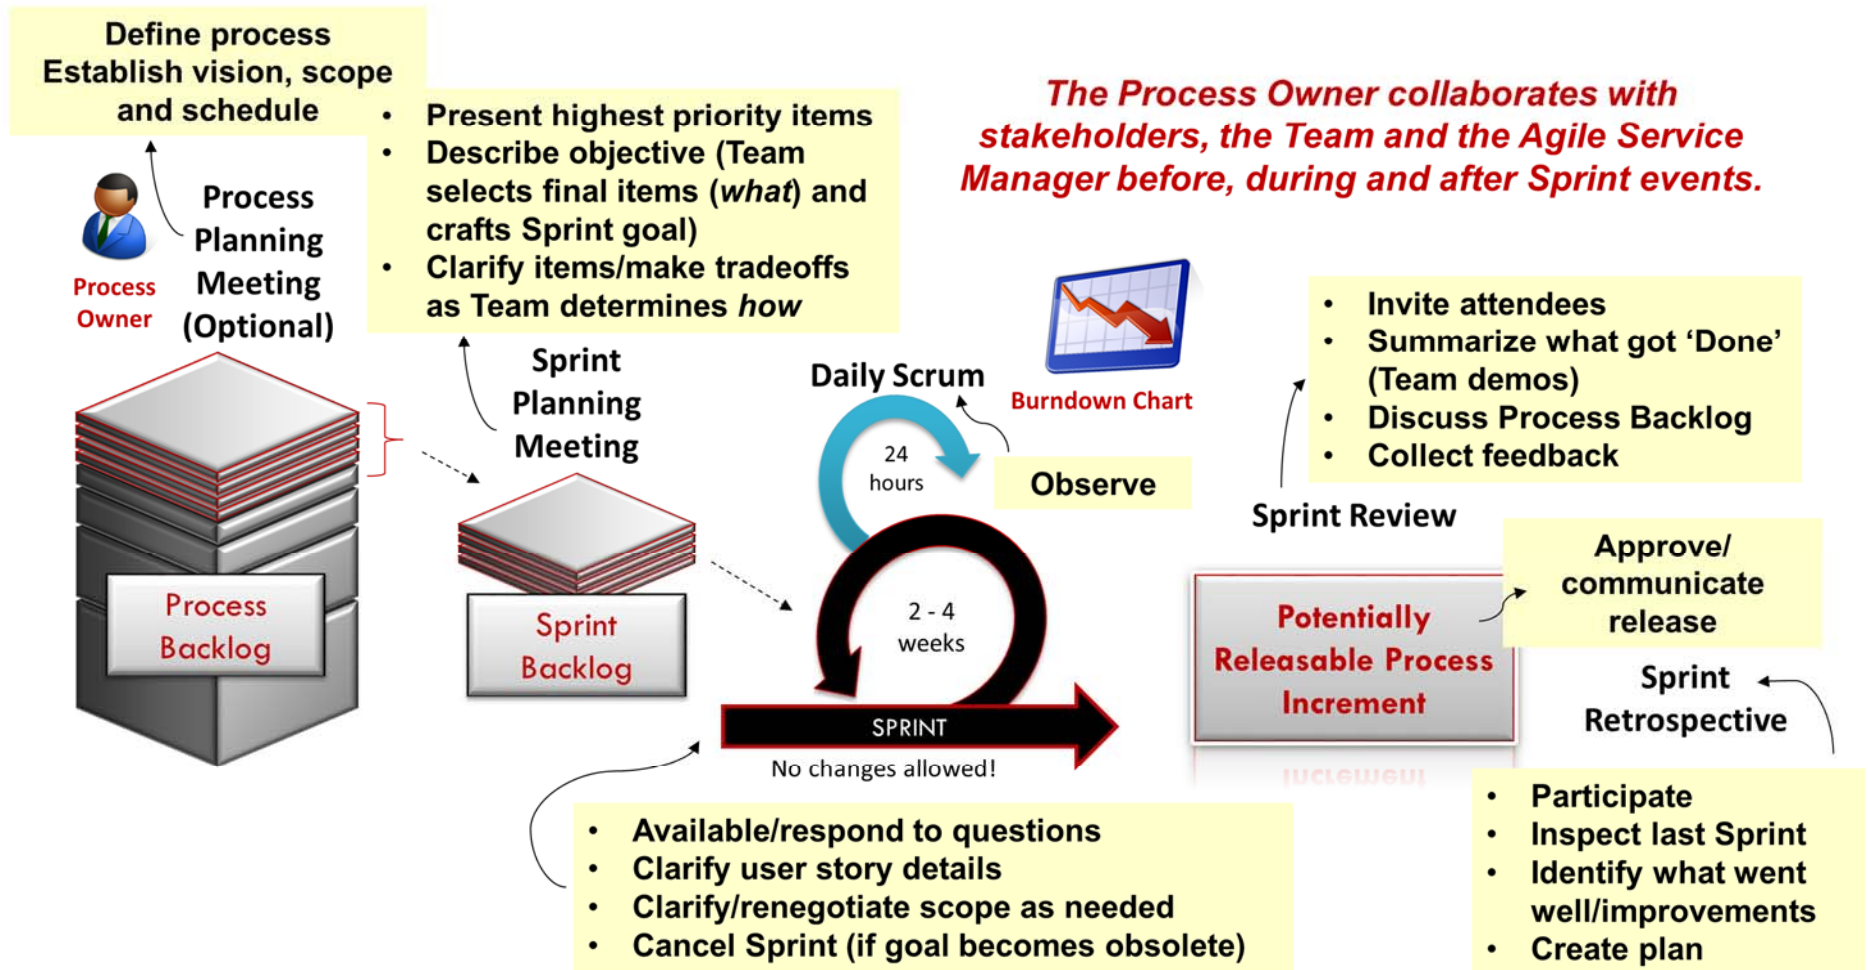 Define process
Establish vision, scope
and schedule
• Present highest priority items
• Describe objective (Team
selects final items (what) and
crafts Sprint goal)
• Clarify items/make tradeoffs
as Team determines how
The Process Owner collaborates with
stakeholders, the Team and the Agile Service
Manager before, during and after Sprint events.
Process
Planning
Meeting
(Optional)
Process
Owner
Sprint
Planning
Meeting
Daily Scrum
Burndown Chart
24
hours
Observe
• Invite attendees
• Summarize what got ‘Done’
(Team demos)
• Discuss Process Backlog
• Collect feedback
Sprint Review
Approve/
communicate
release
Process
Backlog
Sprint
Backlog
2 - 4
weeks
Potentially
Releasable Process
Increment
Sprint
Retrospective
SPRINT
No changes allowed!
• Available/respond to questions
• Clarify user story details
• Clarify/renegotiate scope as needed
• Cancel Sprint (if goal becomes obsolete)
• Participate
• Inspect last Sprint
• Identify what went
well/improvements
• Create plan